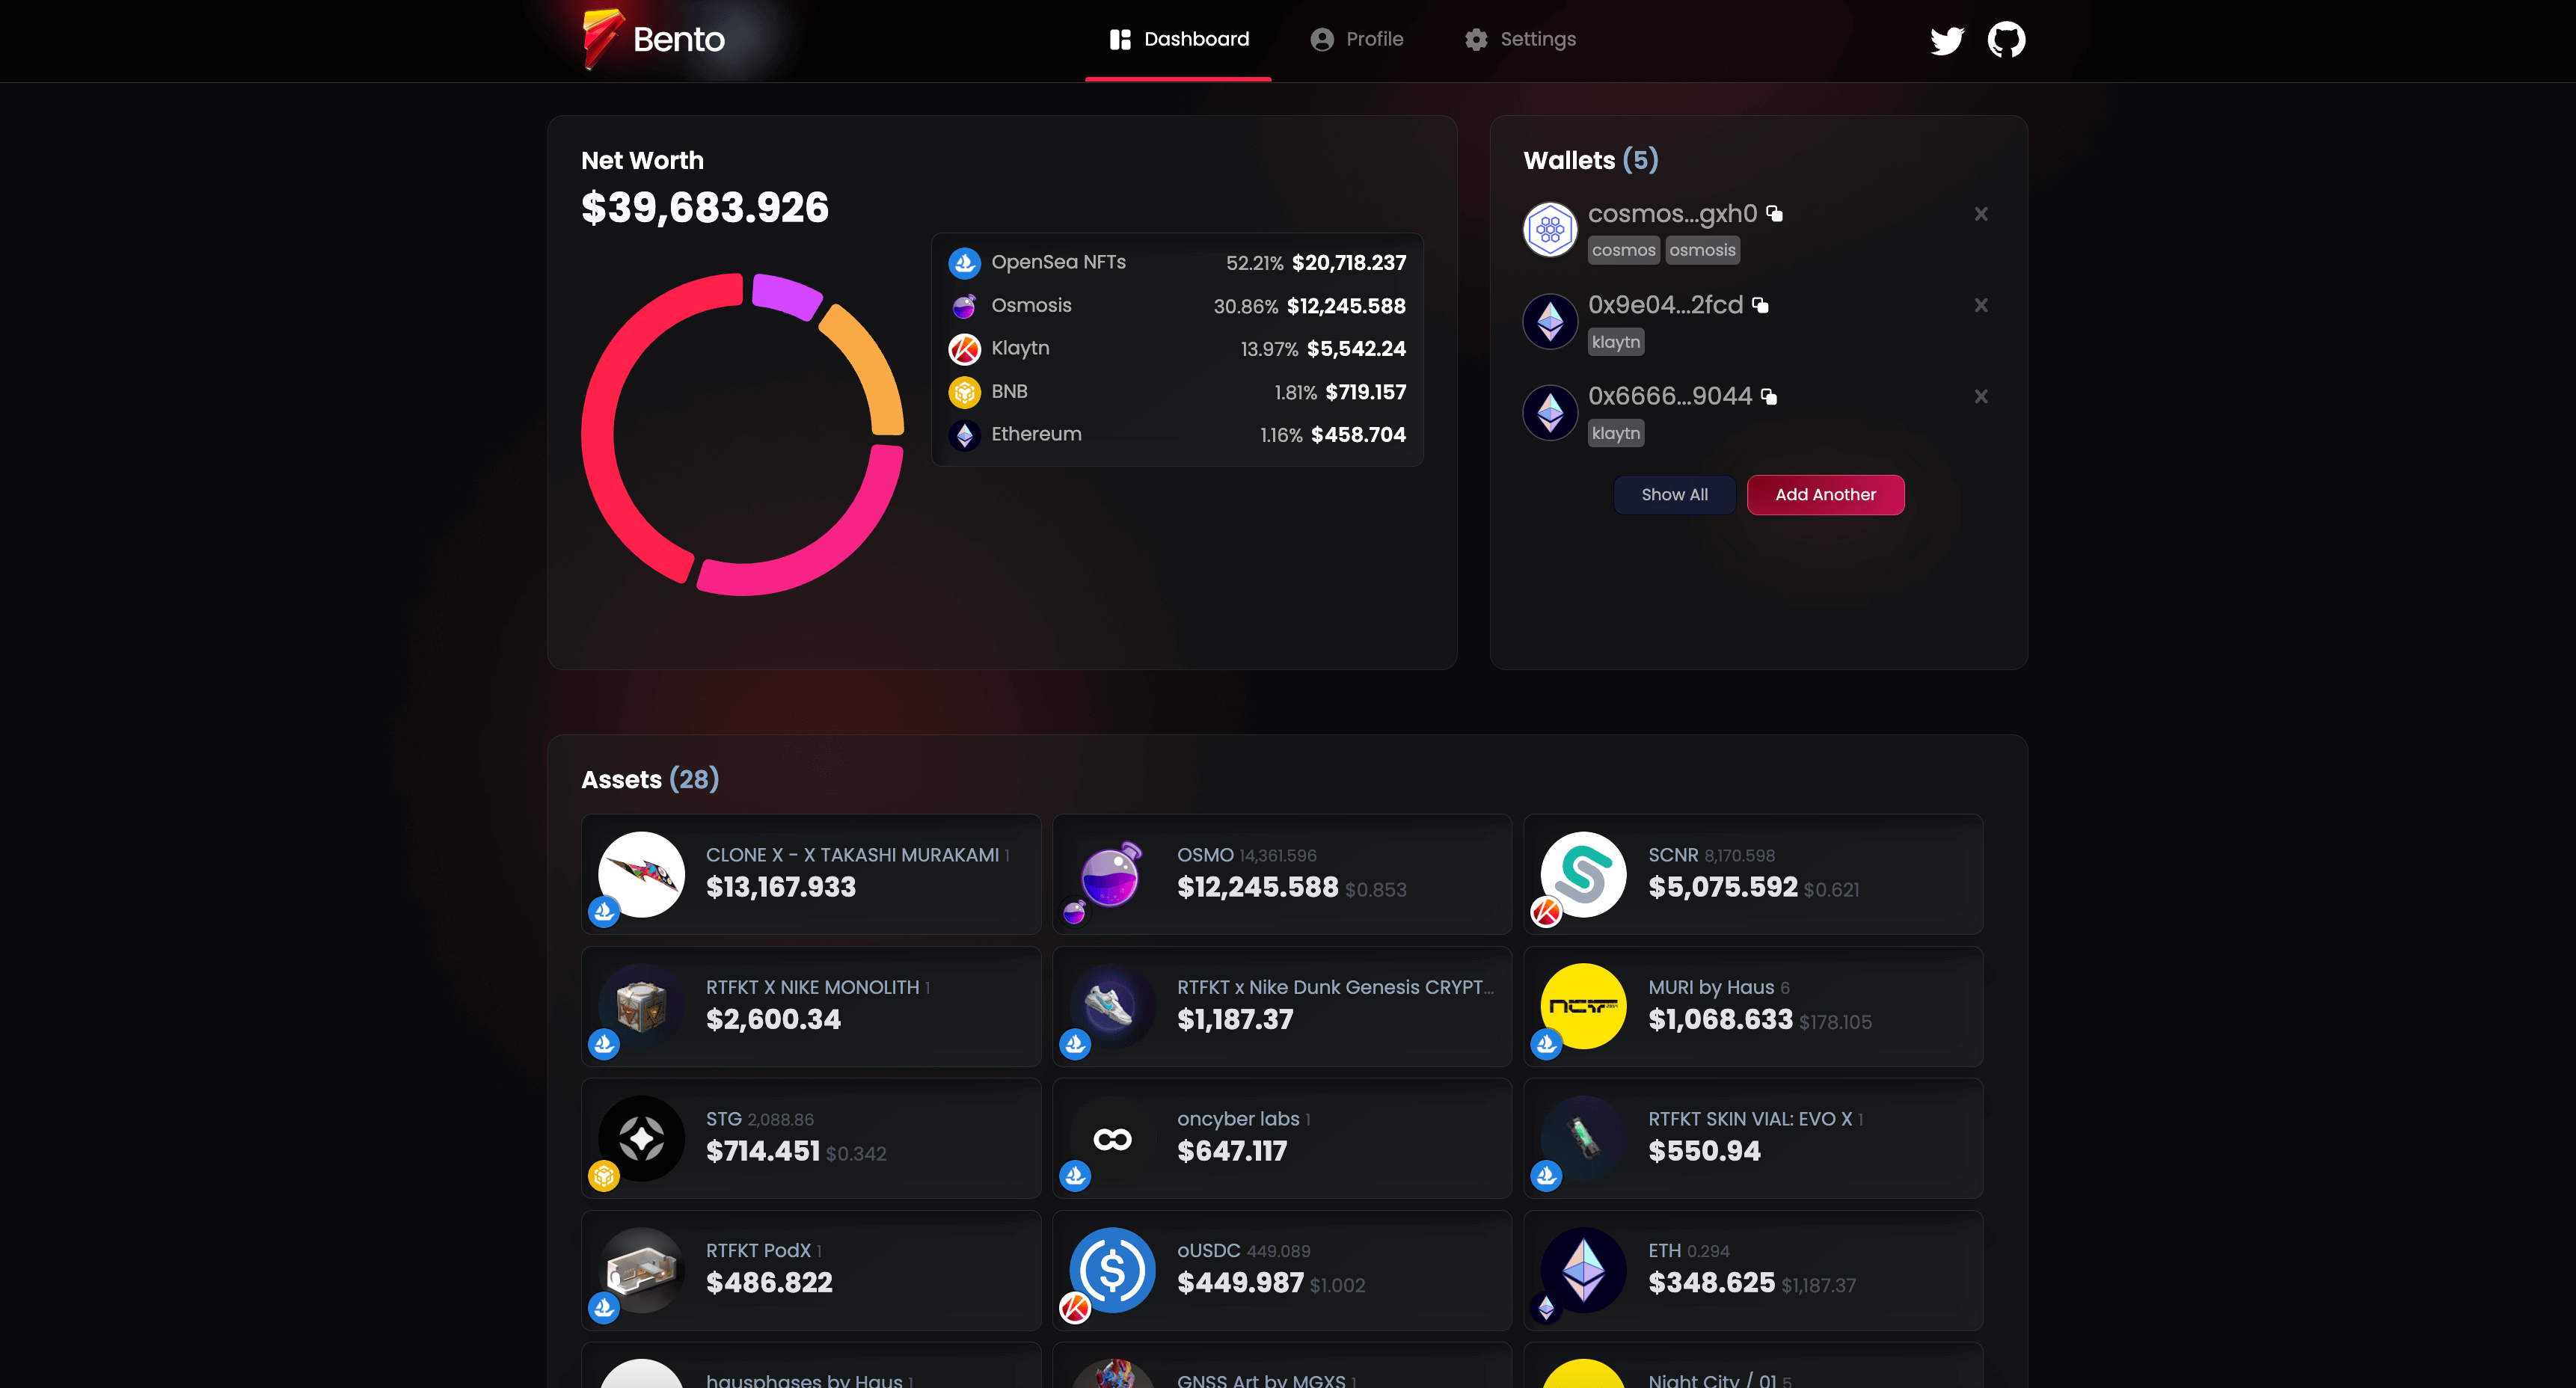 Bento
Dashboard
Profile
Settings
Net Worth
$39,683.926
OpenSea NFTs 52.21% $20,718.237
Osmosis 30.86% $12,245.588
Klaytn 13.97% $5,542.24
BNB 1.81% $719.157
Ethereum 1.16% $458.704
Wallets (5)
cosmos...gxh0
cosmos osmosis
0x9e04...2fcd
klaytn
0x6666...9044
klaytn
Show All
Add Another
Assets (28)
CLONE X - X TAKASHI MURAKAMI 1
$13,167.933
OSMO 14,361.596
$12,245.588 $0.853
SCNR 8,170.598
$5,075.592 $0.621
RTFKT X NIKE MONOLITH 1
$2,600.34
RTFKT x Nike Dunk Genesis CRYPT...
$1,187.37
MURI by Haus 6
$1,068.633 $178.105
STG 2,088.86
$714.451 $0.342
oncyber labs 1
$647.117
RTFKT SKIN VIAL: EVO X 1
$550.94
RTFKT PodX 1
$486.822
oUSDC 449.089
$449.987 $1.002
ETH 0.294
$348.625 $1,187.37
hausphases by Haus 1
GNSS Art by MGXS 1
Night City / 01 5